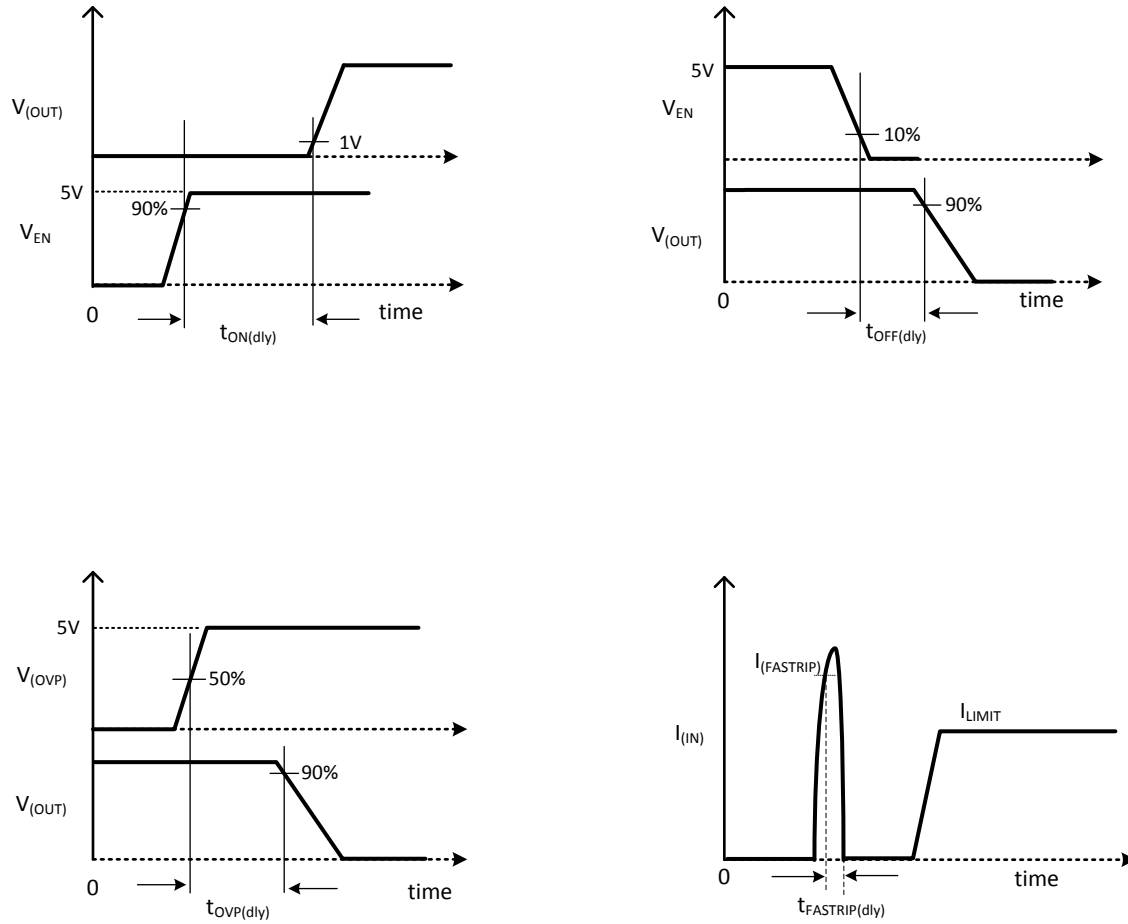 V(OUT)
1V
5V
90%
VEN
0
time
tON(dly)
5V
VEN
10%
V(OUT)
90%
0
time
tOFF(dly)
5V
V(OVP)
50%
V(OUT)
90%
0
time
tOVP(dly)
I(FASTRIP)
I(IN)
ILIMIT
0
time
tFASTRIP(dly)